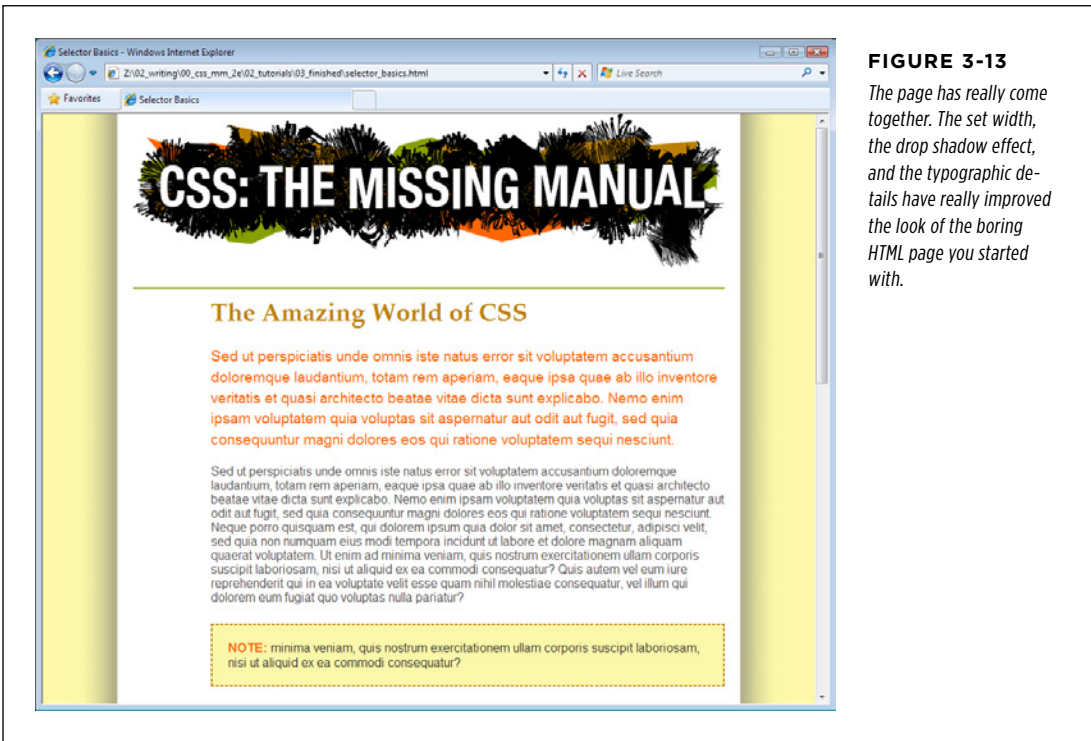 Selector Basics - Windows Internet Explorer
Z:\02_writing\00_css_mm_2e\02_tutorials\03_finished\selector_basics.html
Live Search
Favorites
Selector Basics
CSS: THE MISSING MANUAL
The Amazing World of CSS
Sed ut perspiciatis unde omnis iste natus error sit voluptatem accusantium
doloremque laudantium, totam rem aperiam, eaque ipsa quae ab illo inventore
veritatis et quasi architecto beatae vitae dicta sunt explicabo. Nemo enim
ipsam voluptatem quia voluptas sit aspernatur aut odit aut fugit, sed quia
consequuntur magni dolores eos qui ratione voluptatem sequi nesciunt.
Sed ut perspiciatis unde omnis iste natus error sit voluptatem accusantium doloremque
laudantium, totam rem aperiam, eaque ipsa quae ab illo inventore veritatis et quasi architecto
beatae vitae dicta sunt explicabo. Nemo enim ipsam voluptatem quia voluptas sit aspernatur aut
odit aut fugit, sed quia consequuntur magni dolores eos qui ratione voluptatem sequi nesciunt.
Neque porro quisquam est, qui dolorem ipsum quia dolor sit amet, consectetur, adipisci velit,
sed quia non numquam eius modi tempora incidunt ut labore et dolore magnam aliquam
quaerat voluptatem. Ut enim ad minima veniam, quis nostrum exercitationem ullam corporis
suscipit laboriosam, nisi ut aliquid ex ea commodi consequatur? Quis autem vel eum iure
reprehenderit qui in ea voluptate velit esse quam nihil molestiae consequatur, vel illum qui
dolorem eum fugiat quo voluptas nulla pariatur?
NOTE: minima veniam, quis nostrum exercitationem ullam corporis suscipit laboriosam,
nisi ut aliquid ex ea commodi consequatur?
FIGURE 3-13
The page has really come
together. The set width,
the drop shadow effect,
and the typographic de-
tails have really improved
the look of the boring
HTML page you started
with.